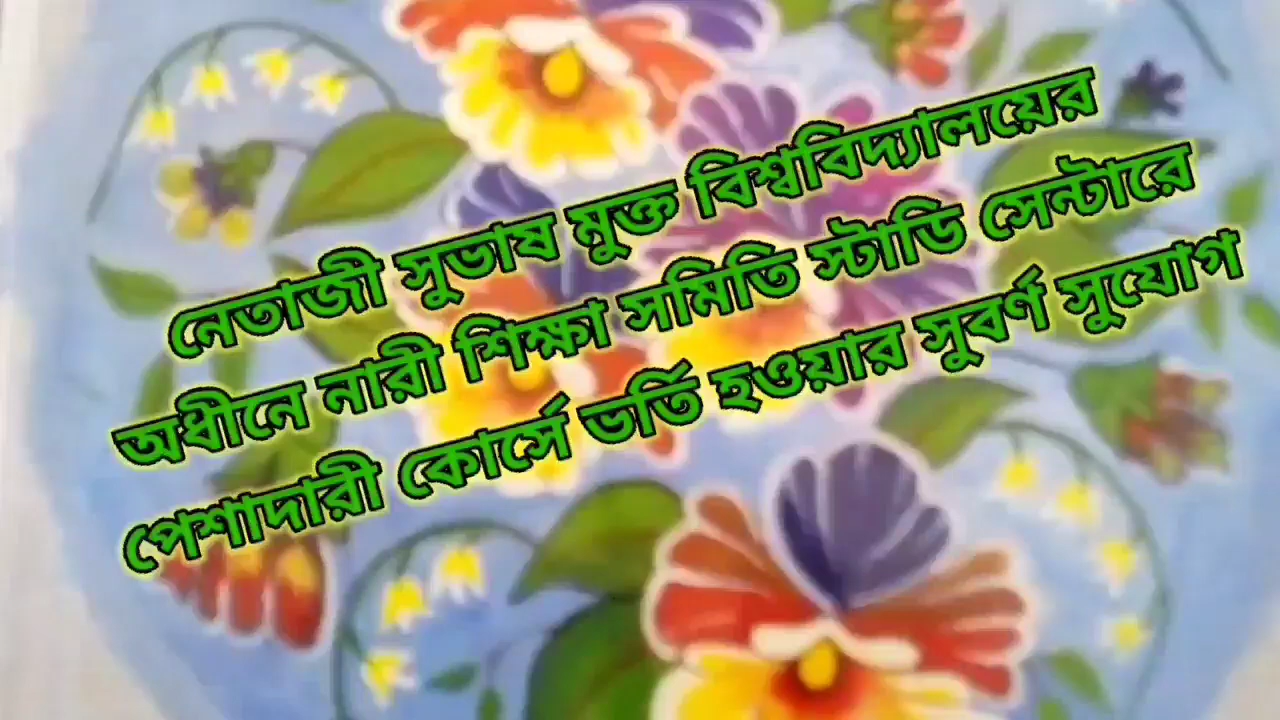 নেতাজী সুভাষ মুক্ত বিশ্ববিদ্যালয়ের
অধীনে নারী শিক্ষা সমিতি স্টাডি সেন্টারে
পেশাদারী কোর্সে ভর্তি হওয়ার সুবর্ণ সুযোগ